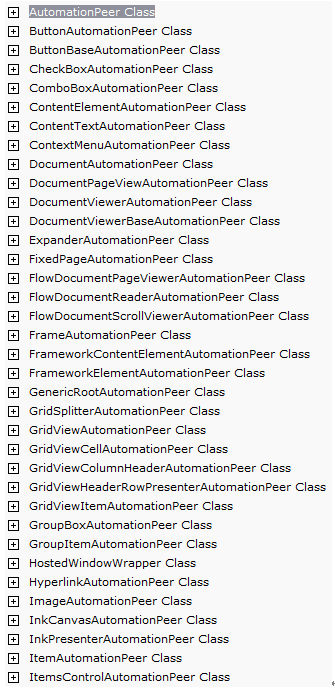 AutomationPeer Class
ButtonAutomationPeer Class
ButtonBaseAutomationPeer Class
CheckBoxAutomationPeer Class
ComboBoxAutomationPeer Class
ContentElementAutomationPeer Class
ContentTextAutomationPeer Class
ContextMenuAutomationPeer Class
DocumentAutomationPeer Class
DocumentPageViewAutomationPeer Class
DocumentViewerAutomationPeer Class
DocumentViewerBaseAutomationPeer Class
ExpanderAutomationPeer Class
FixedPageAutomationPeer Class
FlowDocumentPageViewerAutomationPeer Class
FlowDocumentReaderAutomationPeer Class
FlowDocumentScrollViewerAutomationPeer Class
FrameAutomationPeer Class
FrameworkContentElementAutomationPeer Class
FrameworkElementAutomationPeer Class
GenericRootAutomationPeer Class
GridSplitterAutomationPeer Class
GridViewAutomationPeer Class
GridViewCellAutomationPeer Class
GridViewColumnHeaderAutomationPeer Class
GridViewHeaderRowPresenterAutomationPeer Class
GridViewItemAutomationPeer Class
GroupBoxAutomationPeer Class
GroupItemAutomationPeer Class
HostedWindowWrapper Class
HyperlinkAutomationPeer Class
ImageAutomationPeer Class
InkCanvasAutomationPeer Class
InkPresenterAutomationPeer Class
ItemAutomationPeer Class
ItemsControlAutomationPeer Class